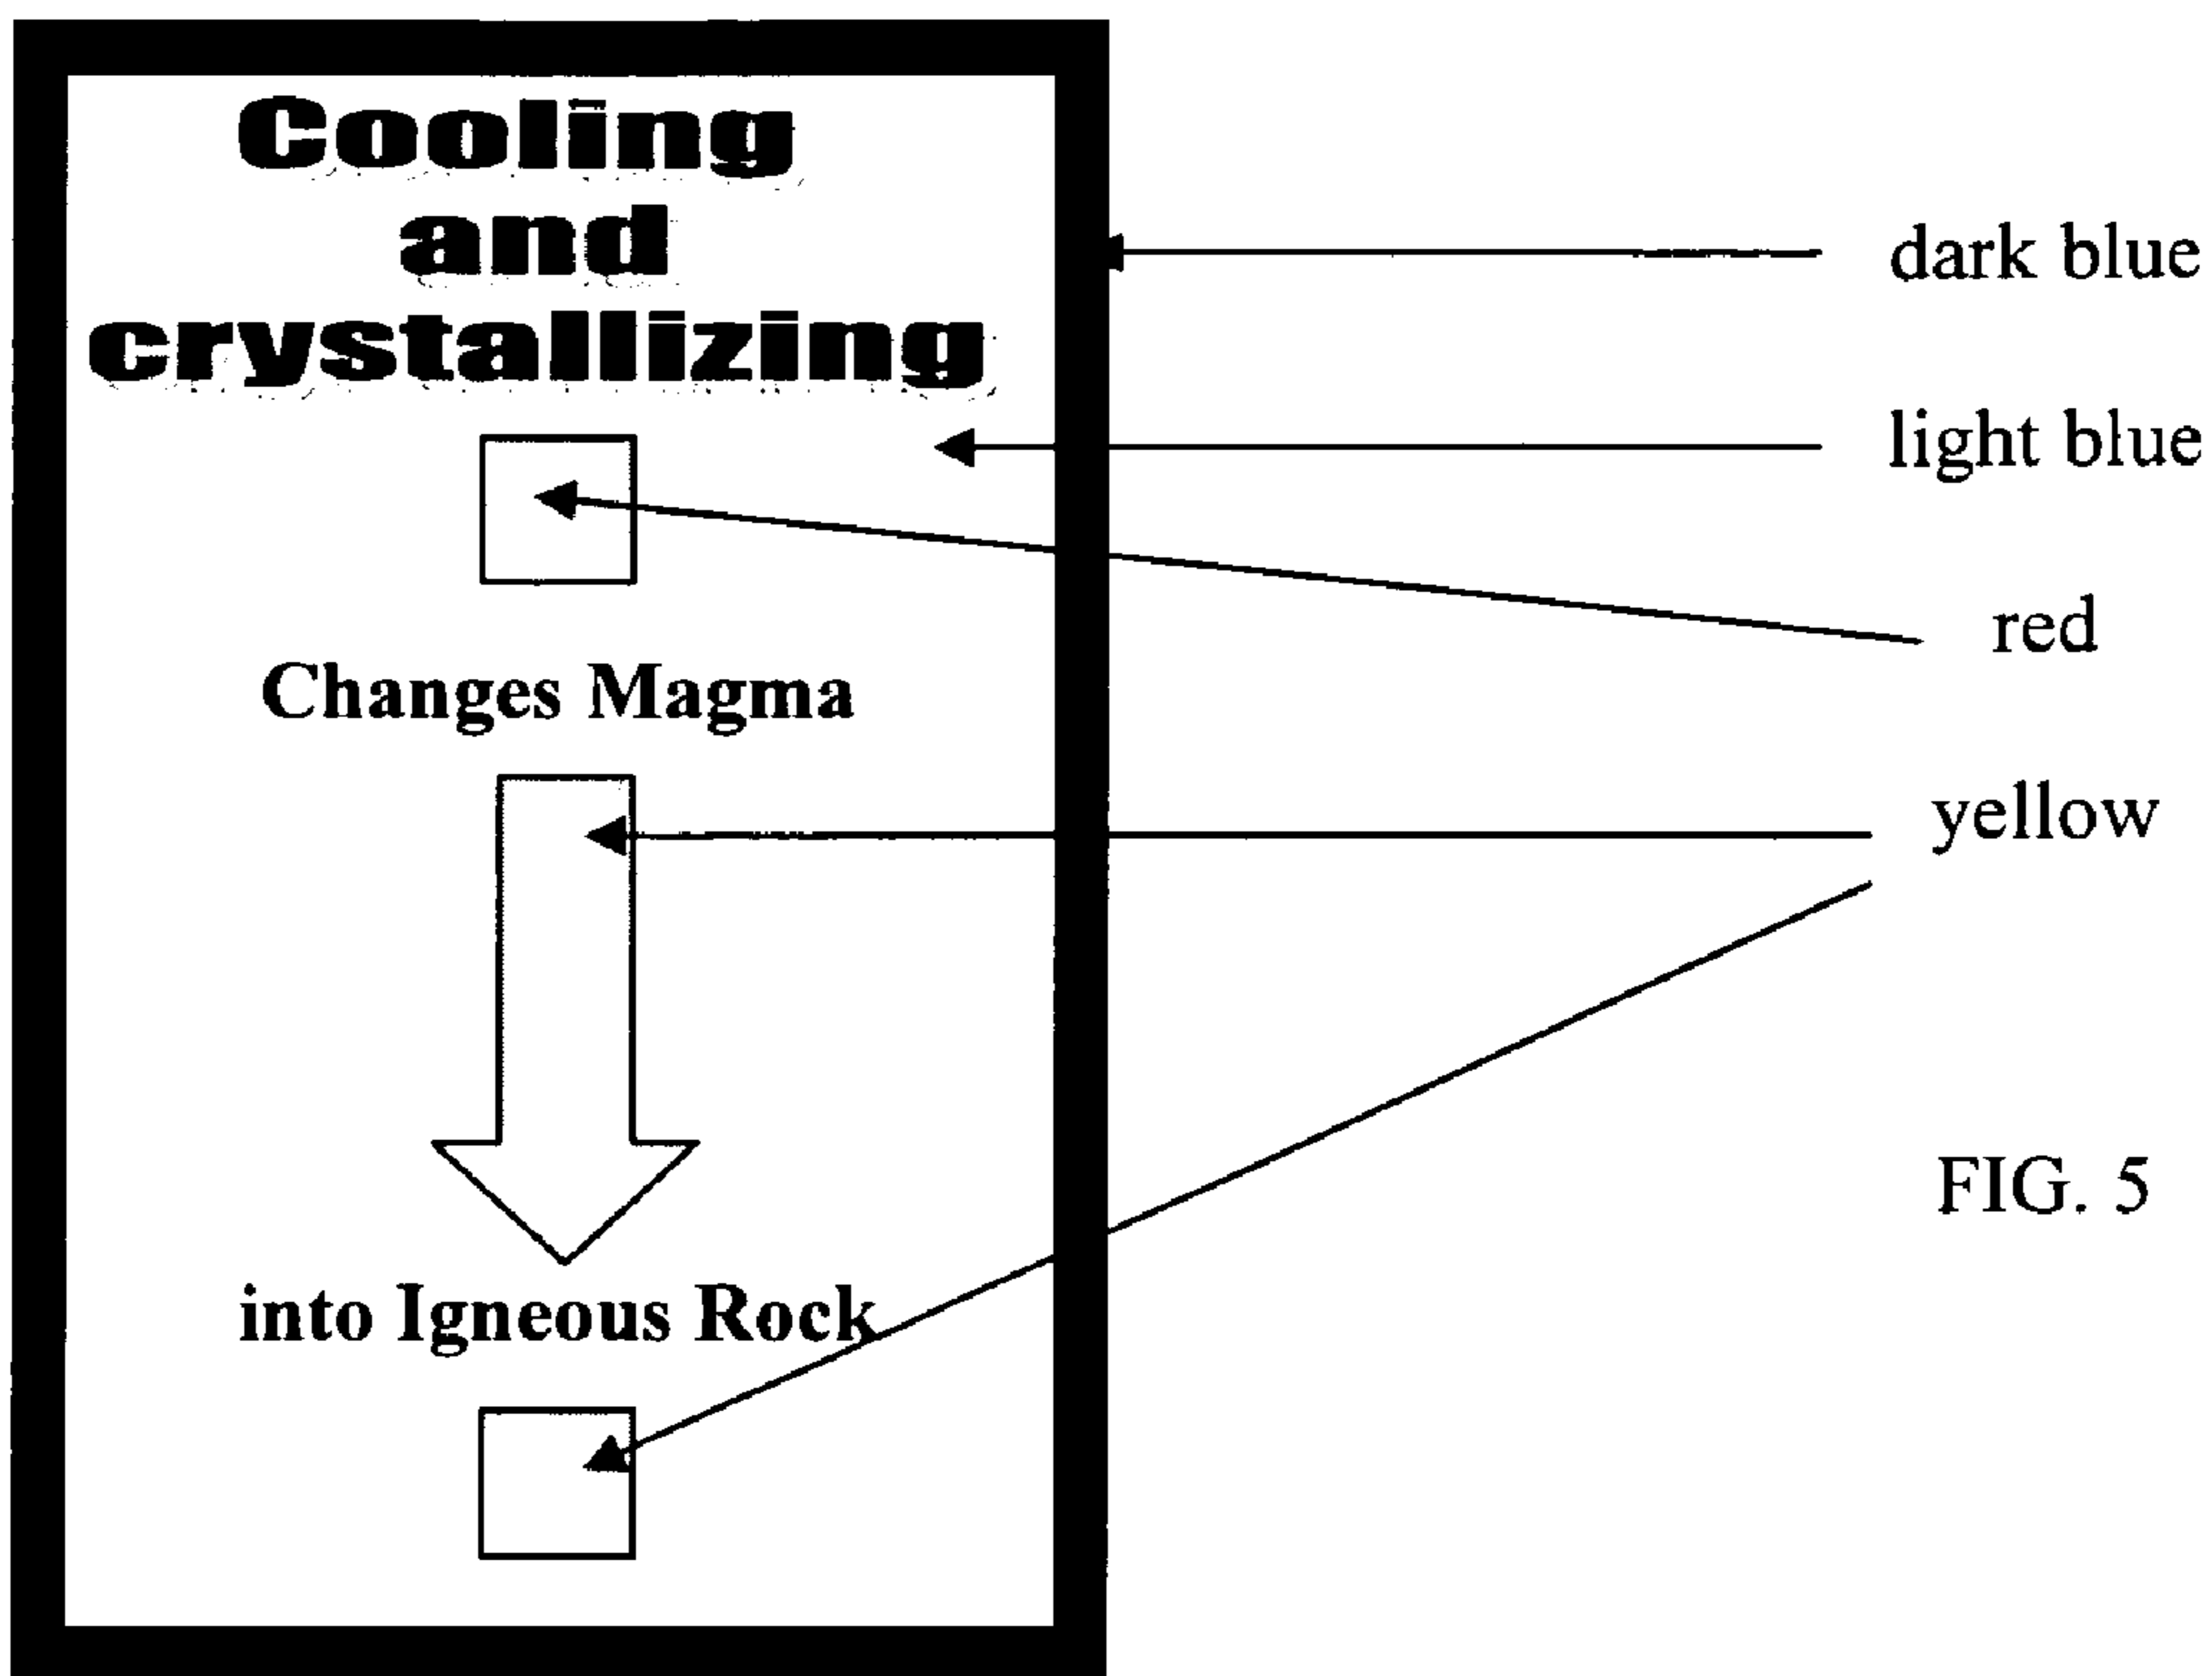 Cooling
and
crystallizing
Changes Magma
into Igneous Rock
dark blue
light blue
red
yellow
FIG. 5